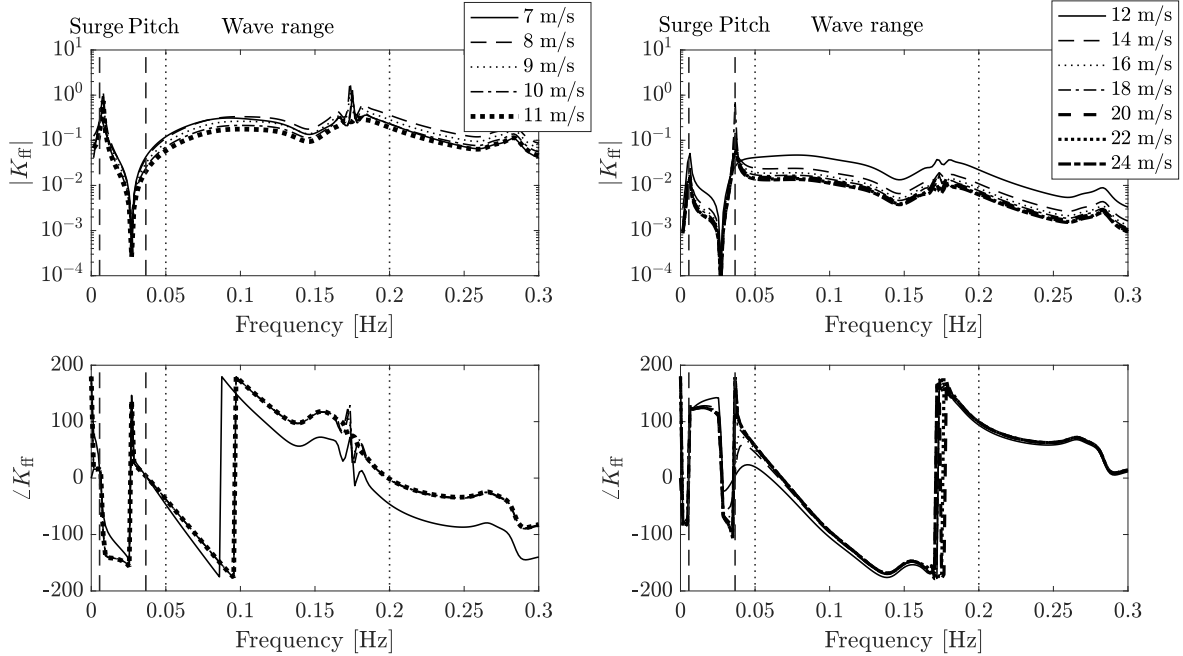 Surge Pitch Wave range
7 m/s
8 m/s
9 m/s
10 m/s
11 m/s
10^1
10^0
10^-1
10^-2
10^-3
10^-4
|K_ff|
0 0.05 0.1 0.15 0.2 0.25 0.3
Frequency [Hz]
Surge Pitch Wave range
12 m/s
14 m/s
16 m/s
18 m/s
20 m/s
22 m/s
24 m/s
10^1
10^0
10^-1
10^-2
10^-3
10^-4
|K_ff|
0 0.05 0.1 0.15 0.2 0.25 0.3
Frequency [Hz]
200
100
0
-100
-200
∠K_ff
0 0.05 0.1 0.15 0.2 0.25 0.3
Frequency [Hz]
200
100
0
-100
-200
∠K_ff
0 0.05 0.1 0.15 0.2 0.25 0.3
Frequency [Hz]